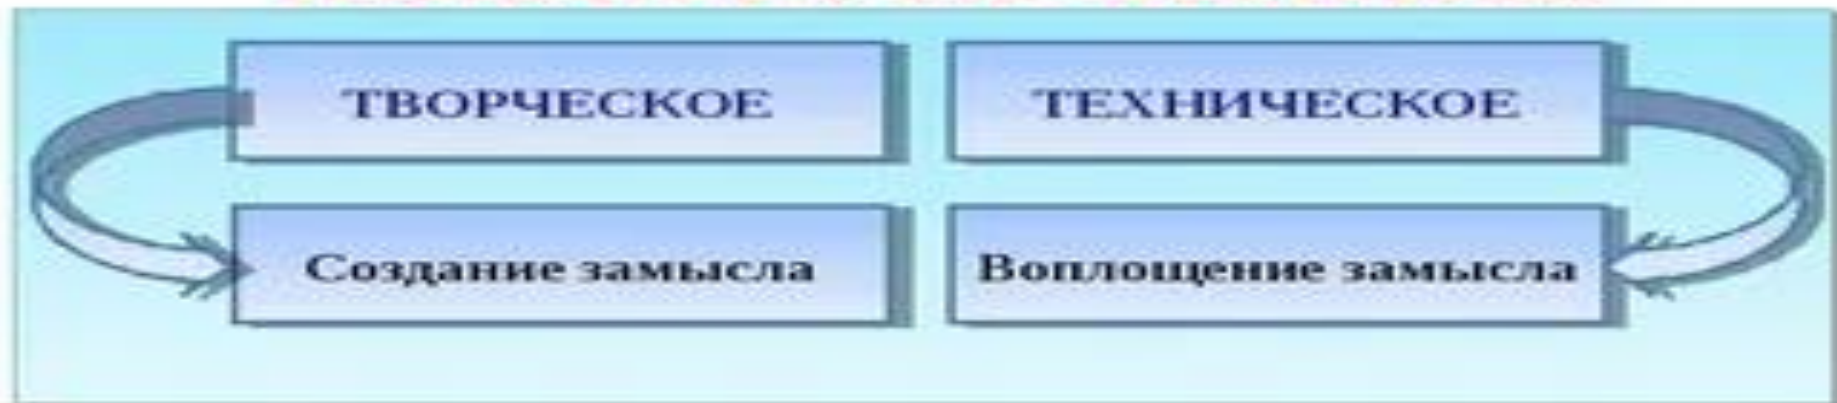 ТВОРЧЕСКОЕ
ТЕХНИЧЕСКОЕ
Создание замысла
Воплощение замысла